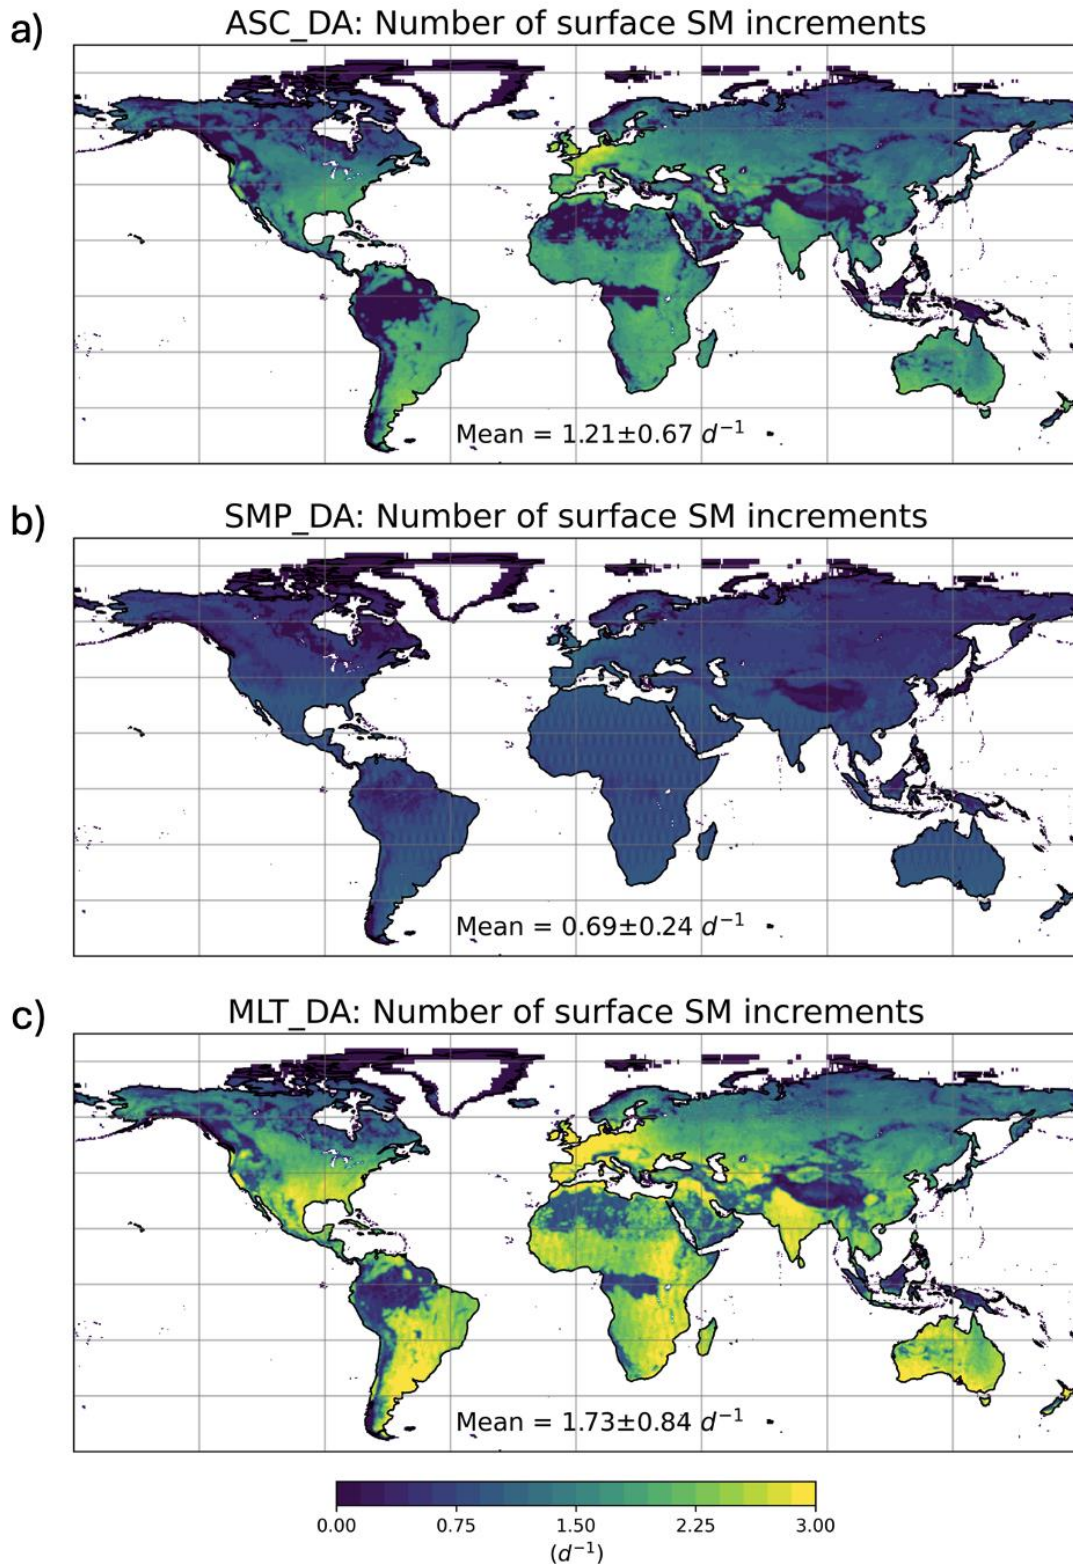 a)
ASC_DA: Number of surface SM increments
Mean = 1.21±0.67 d⁻¹
b)
SMP_DA: Number of surface SM increments
Mean = 0.69±0.24 d⁻¹
c)
MLT_DA: Number of surface SM increments
Mean = 1.73±0.84 d⁻¹
0.00 0.75 1.50 2.25 3.00
(d⁻¹)